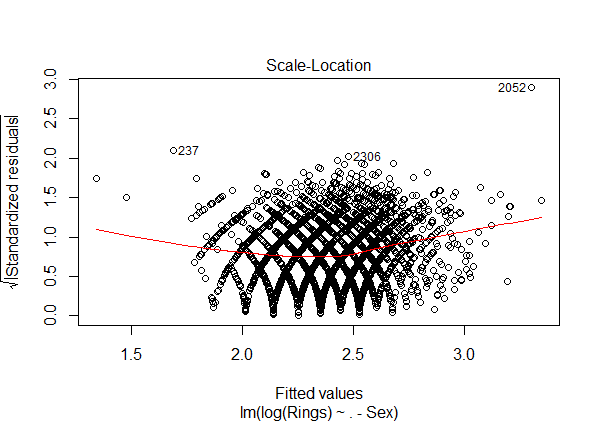 Scale-Location
√|Standardized residuals|
3.0
2.5
2.0
1.5
1.0
0.5
0.0
2052
237
2306
1.5 2.0 2.5 3.0
Fitted values
lm(log(Rings) ~ . - Sex)